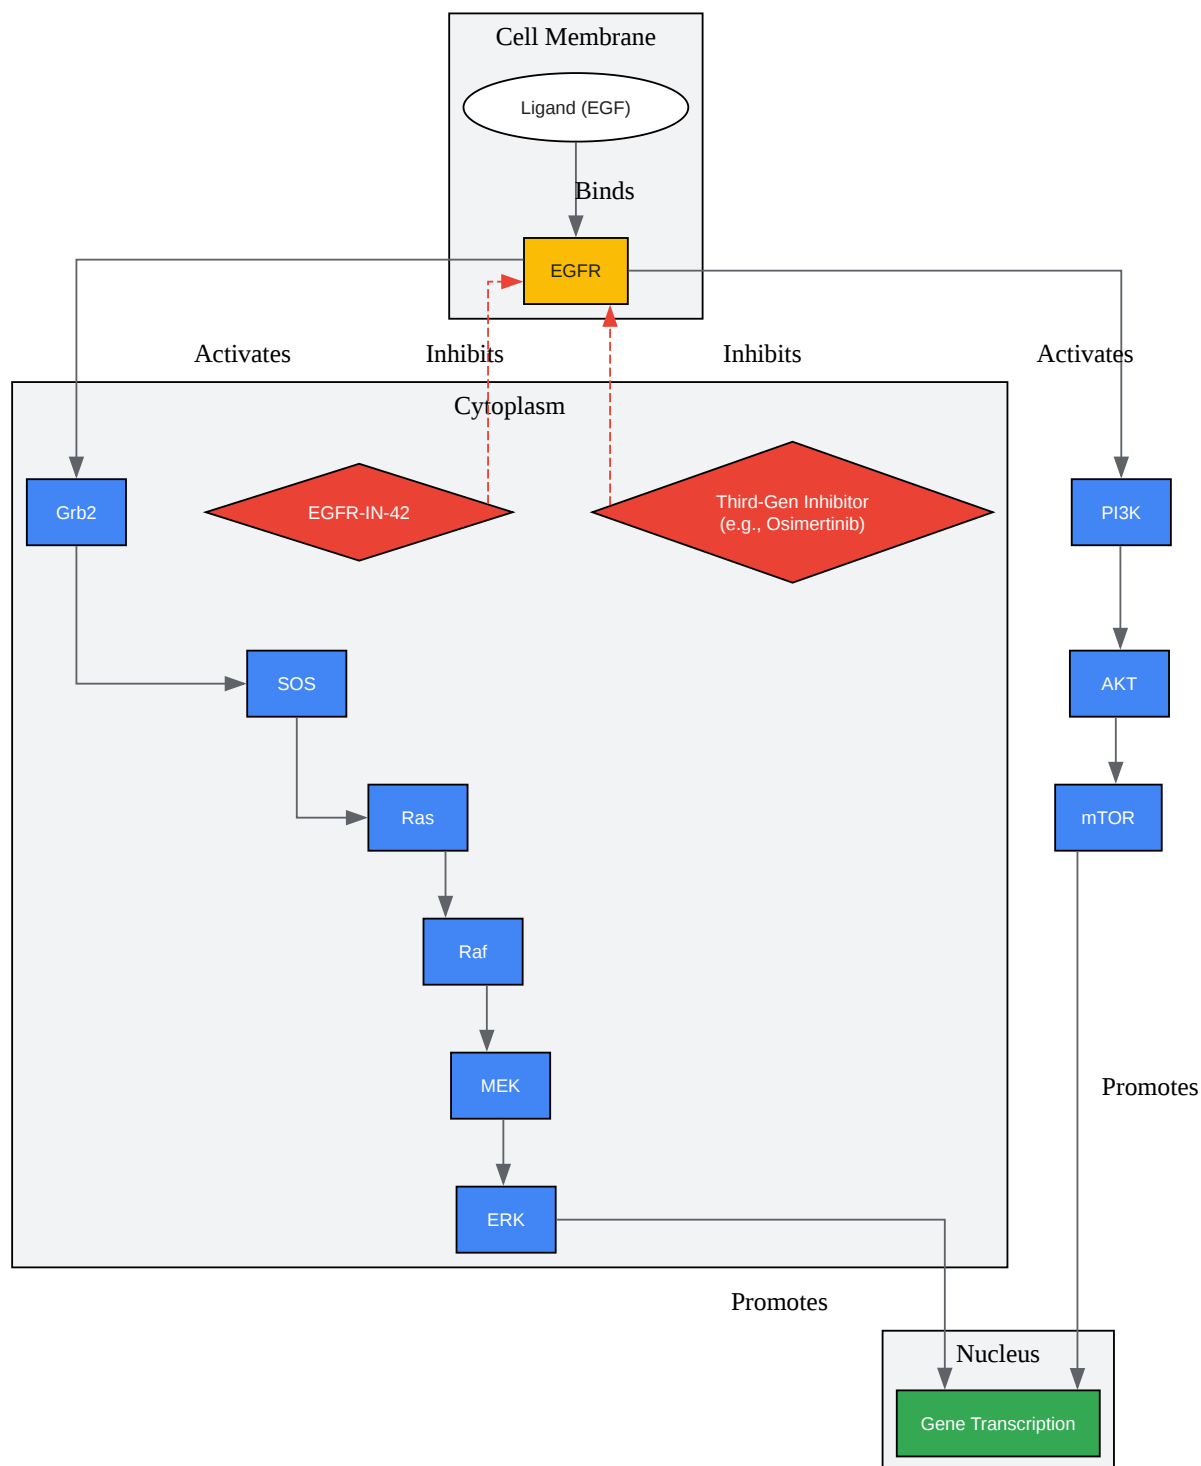 Cell Membrane
Ligand (EGF)
Binds
EGFR
Activates
Inhibits
Inhibits
Activates
Cytoplasm
Grb2
EGFR-IN-42
Third-Gen Inhibitor
(e.g., Osimertinib)
PI3K
SOS
AKT
Ras
mTOR
Raf
MEK
Promotes
ERK
Promotes
Nucleus
Gene Transcription